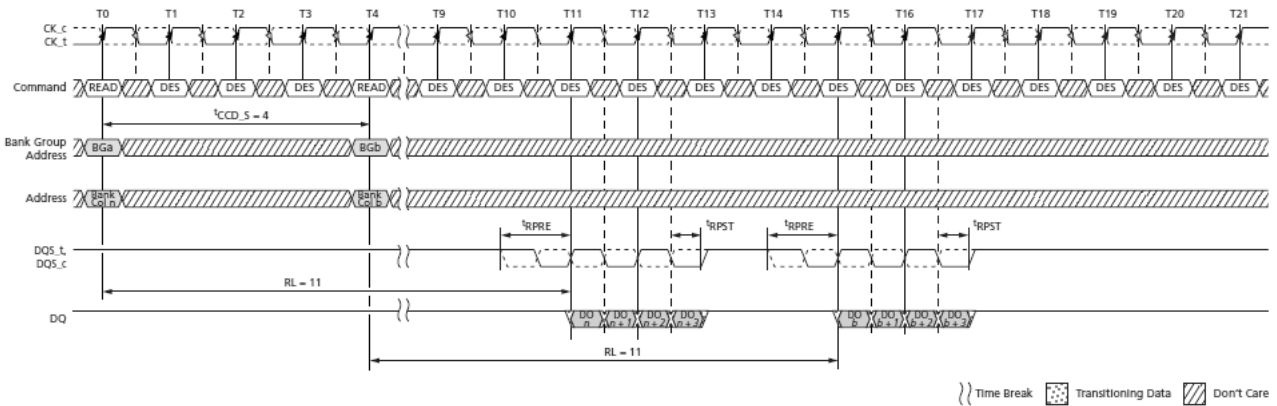 T0 T1 T2 T3 T4 T9 T10 T11 T12 T13 T14 T15 T16 T17 T18 T19 T20 T21
CK_c
CK_t
Command READ DES DES DES READ DES DES DES DES DES DES DES DES DES DES DES DES DES
tCCD_S = 4
Bank Group
Address BGa BGb
Address Bank
Col n Bank
Col b
tRPRE tRPST tRPRE tRPST
DQS_t,
DQS_c
RL = 11
DQ DO
n DO
n + 1 DO
n + 2 DO
n + 3 DO
b DO
b + 1 DO
b + 2 DO
b + 3
RL = 11
Time Break Transitioning Data Don't Care